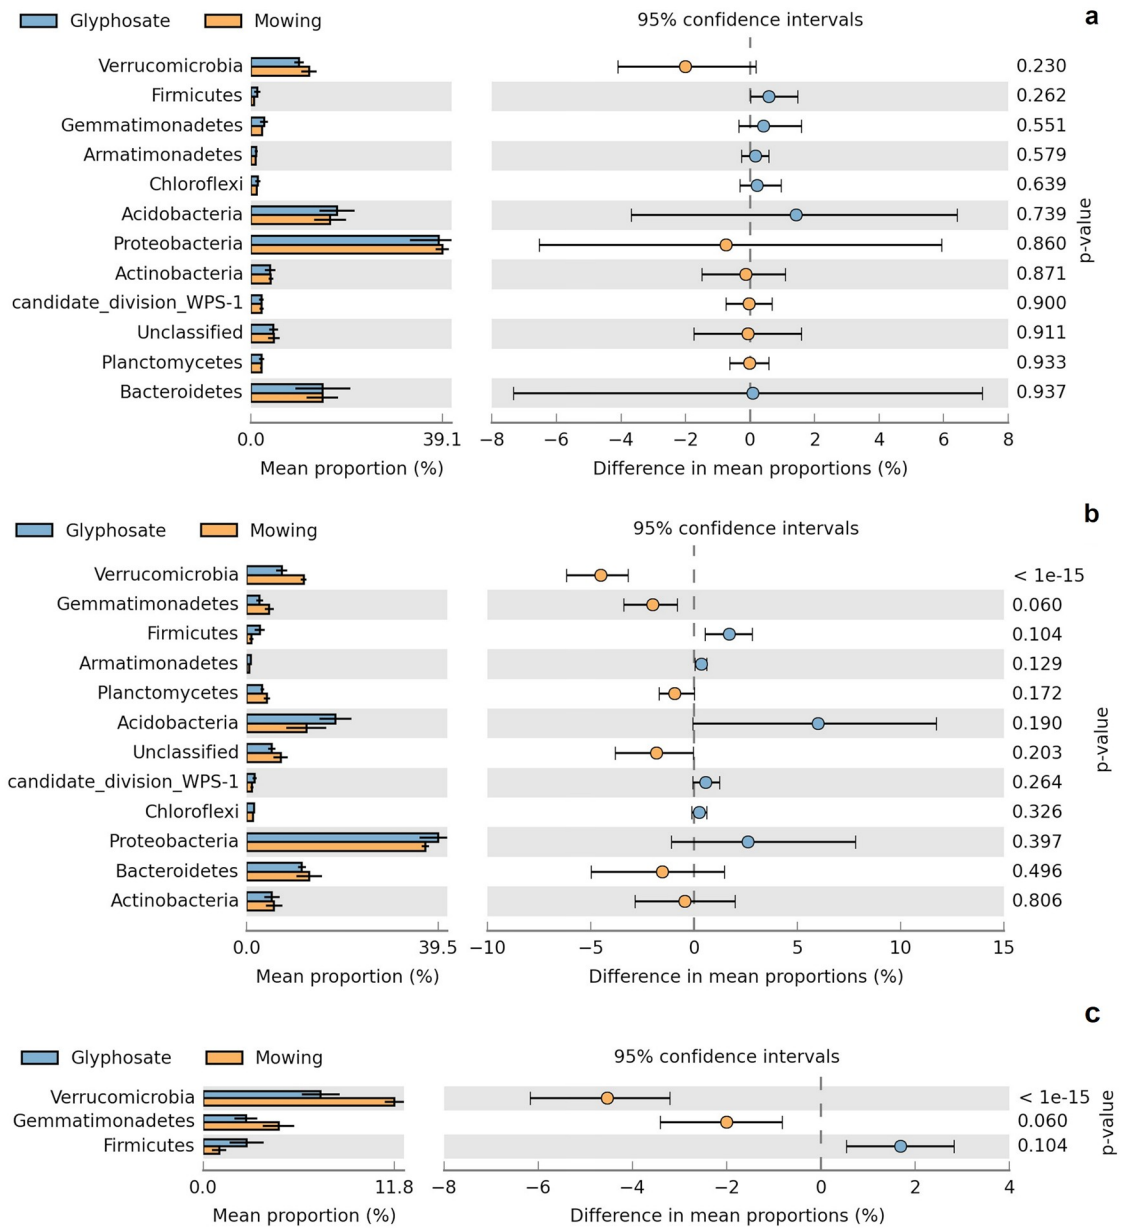 Glyphosate Mowing 95% confidence intervals a
Verrucomicrobia 0.230
Firmicutes 0.262
Gemmatimonadetes 0.551
Armatimonadetes 0.579
Chloroflexi 0.639
Acidobacteria 0.739
Proteobacteria 0.860
Actinobacteria 0.871
candidate_division_WPS-1 0.900
Unclassified 0.911
Planctomycetes 0.933
Bacteroidetes 0.937
p-value
0.0 39.1 −8 −6 −4 −2 0 2 4 6 8
Mean proportion (%) Difference in mean proportions (%)
b
Glyphosate Mowing 95% confidence intervals
Verrucomicrobia < 1e-15
Gemmatimonadetes 0.060
Firmicutes 0.104
Armatimonadetes 0.129
Planctomycetes 0.172
Acidobacteria 0.190
Unclassified 0.203
candidate_division_WPS-1 0.264
Chloroflexi 0.326
Proteobacteria 0.397
Bacteroidetes 0.496
Actinobacteria 0.806
p-value
0.0 39.5 −10 −5 0 5 10 15
Mean proportion (%) Difference in mean proportions (%)
c
Glyphosate Mowing 95% confidence intervals
Verrucomicrobia < 1e-15
Gemmatimonadetes 0.060
Firmicutes 0.104
p-value
0.0 11.8 −8 −6 −4 −2 0 2 4
Mean proportion (%) Difference in mean proportions (%)